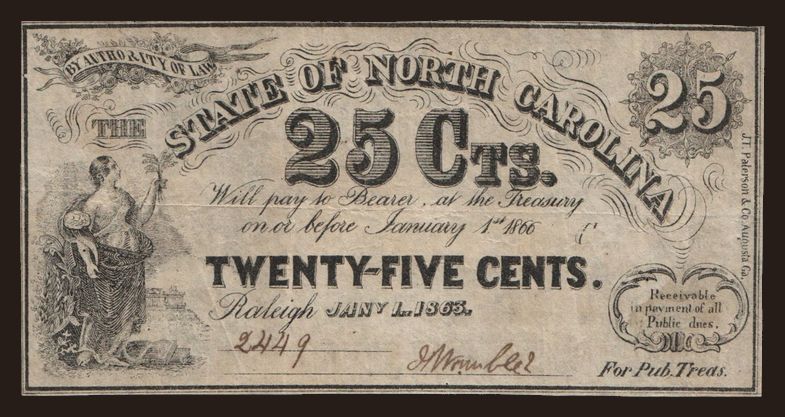 BY AUTHORITY OF LAW
THE
STATE OF NORTH CAROLINA
25
25 CTS.
Will pay to Bearer, at the Treasury
on or before January 1st 1866
TWENTY-FIVE CENTS.
Raleigh JANY 1. 1863.
2449
Receivable
in payment of all
Public dues.
For Pub. Treas.
J.T. Paterson & Co. Augusta Ga.